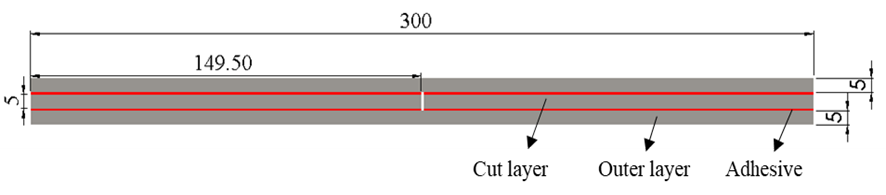 300
149.50
5
5
5
Cut layer
Outer layer
Adhesive